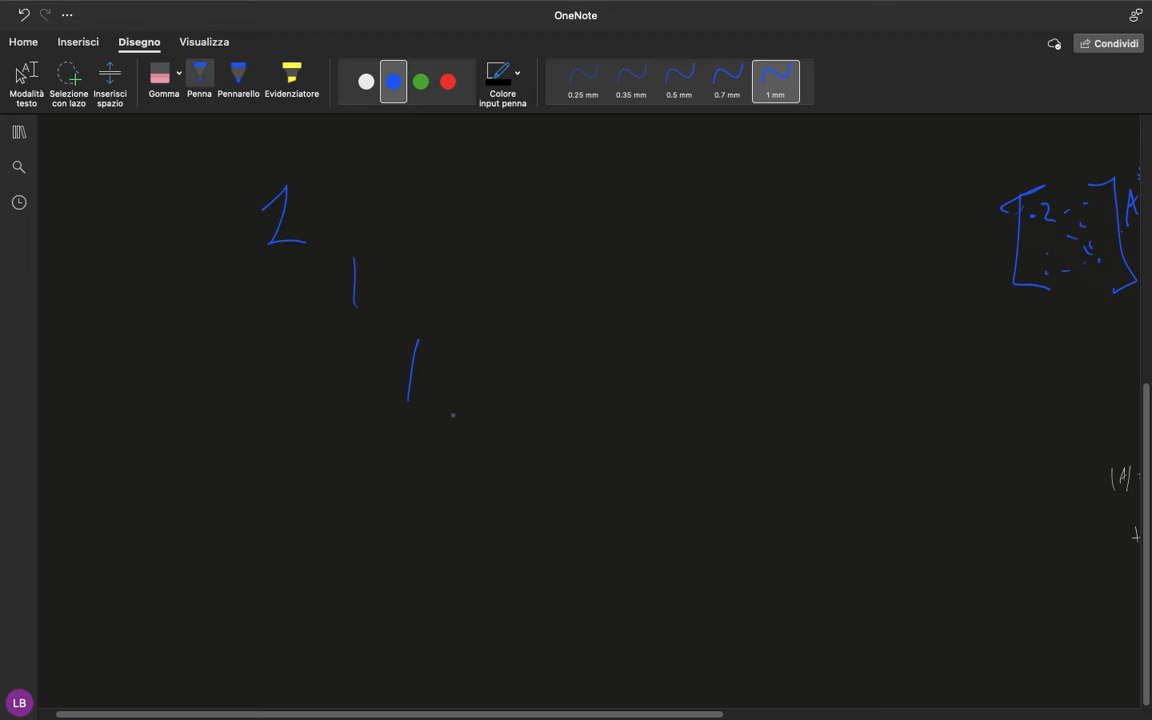 OneNote
Home Inserisci Disegno Visualizza
Condividi
Modalità testo
Selezione con lazo
Inserisci spazio
Gomma
Penna
Pennarello
Evidenziatore
Colore input penna
0.25 mm
0.35 mm
0.5 mm
0.7 mm
1 mm
1
1
1
LB